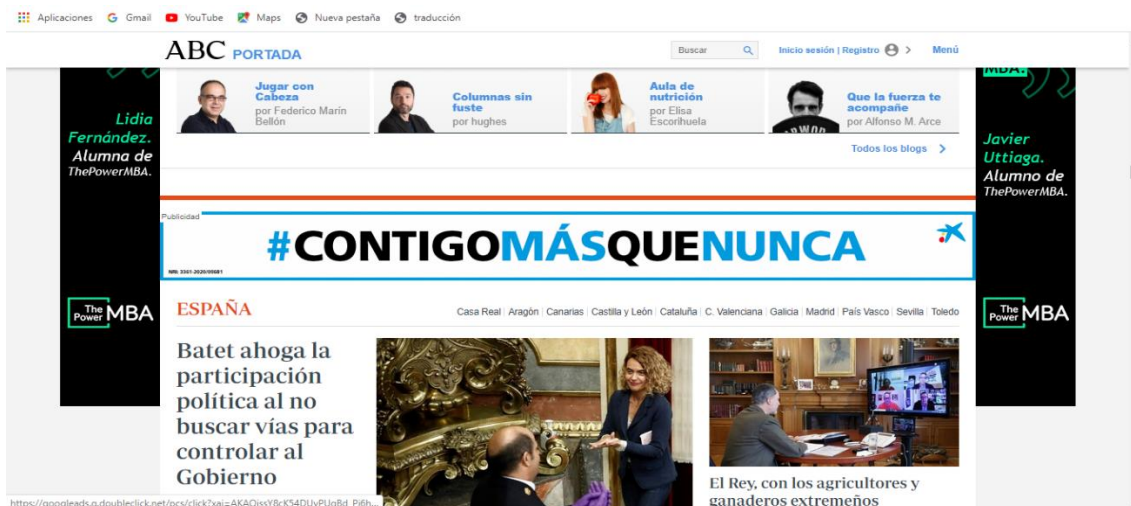 Aplicaciones Gmail YouTube Maps Nueva pestaña traducción
ABC PORTADA Buscar Inicio sesión | Registro > Menú
Jugar con
Cabeza
por Federico Marín
Bellón
Columnas sin
fuste
por hughes
Aula de
nutrición
por Elisa
Escorihuela
Que la fuerza te
acompañe
por Alfonso M. Arce
Todos los blogs >
Lidia
Fernández.
Alumna de
ThePowerMBA.
MBA.
Javier
Uttiaga.
Alumno de
ThePowerMBA.
Publicidad
#CONTIGOMÁSQUENUNCA
NRI: 3361-2020/09681
The
Power MBA
The
Power MBA
ESPAÑA
Casa Real | Aragón | Canarias | Castilla y León | Cataluña | C. Valenciana | Galicia | Madrid | País Vasco | Sevilla | Toledo
Batet ahoga la
participación
política al no
buscar vías para
controlar al
Gobierno
El Rey, con los agricultores y
ganaderos extremeños